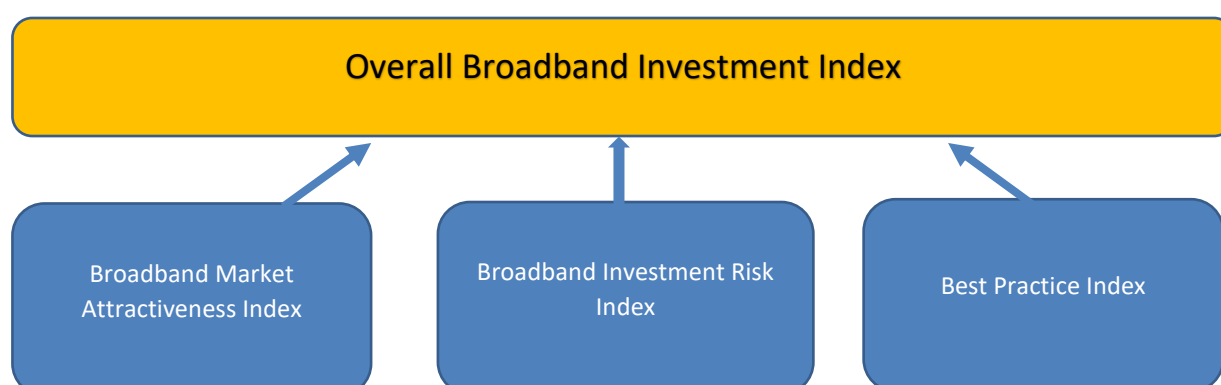 Overall Broadband Investment Index
Broadband Market
Attractiveness Index
Broadband Investment Risk
Index
Best Practice Index